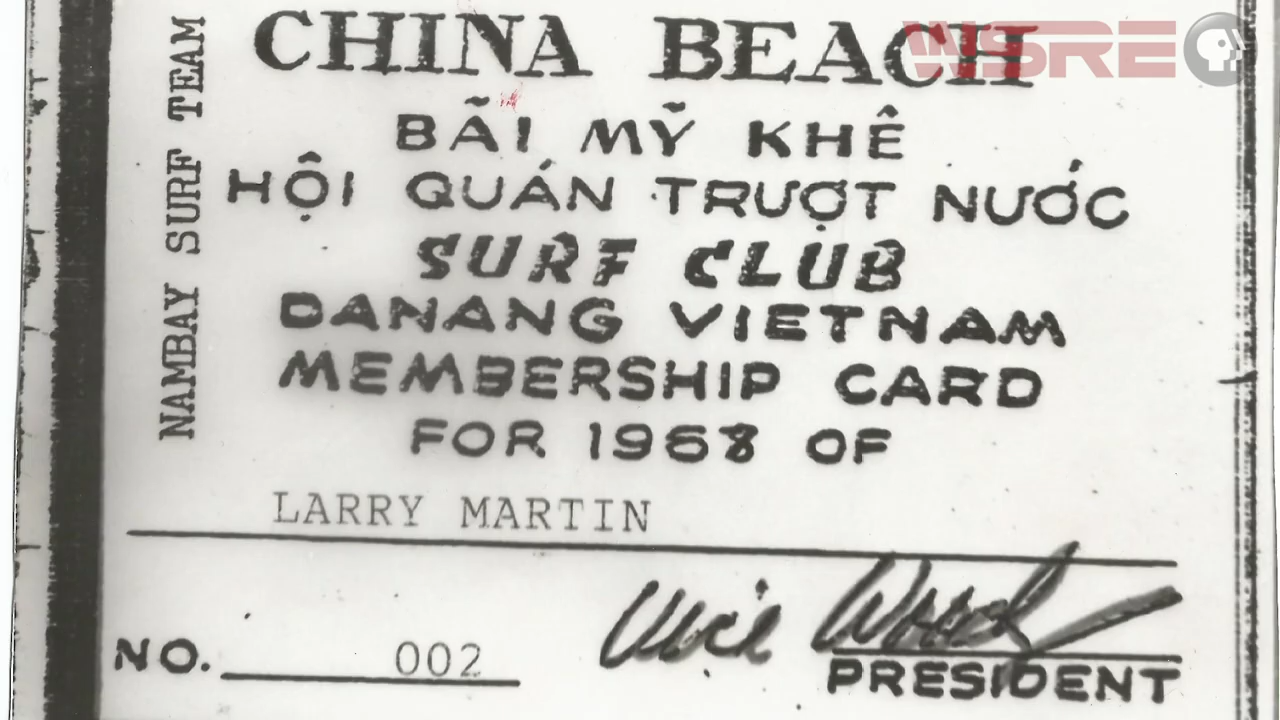 CHINA BEACH
WSRE
BÃI MỸ KHÊ
HỘI QUÁN TRƯỢT NƯỚC
SURF CLUB
DANANG VIETNAM
MEMBERSHIP CARD
FOR 1968 OF
LARRY MARTIN
NO. 002
PRESIDENT
NAMBAY SURF TEAM